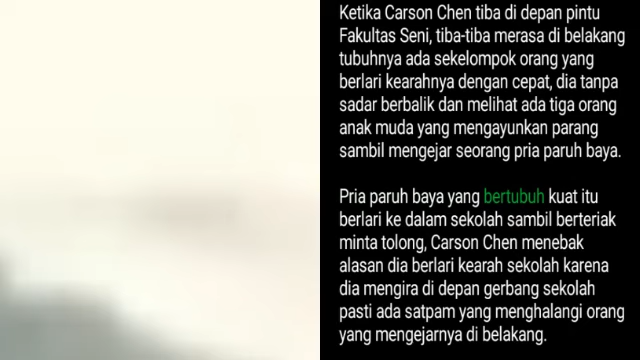 Ketika Carson Chen tiba di depan pintu
Fakultas Seni, tiba-tiba merasa di belakang
tubuhnya ada sekelompok orang yang
berlari kearahnya dengan cepat, dia tanpa
sadar berbalik dan melihat ada tiga orang
anak muda yang mengayunkan parang
sambil mengejar seorang pria paruh baya.
Pria paruh baya yang bertubuh kuat itu
berlari ke dalam sekolah sambil berteriak
minta tolong, Carson Chen menebak
alasan dia berlari kearah sekolah karena
dia mengira di depan gerbang sekolah
pasti ada satpam yang menghalangi orang
yang mengejarnya di belakang.